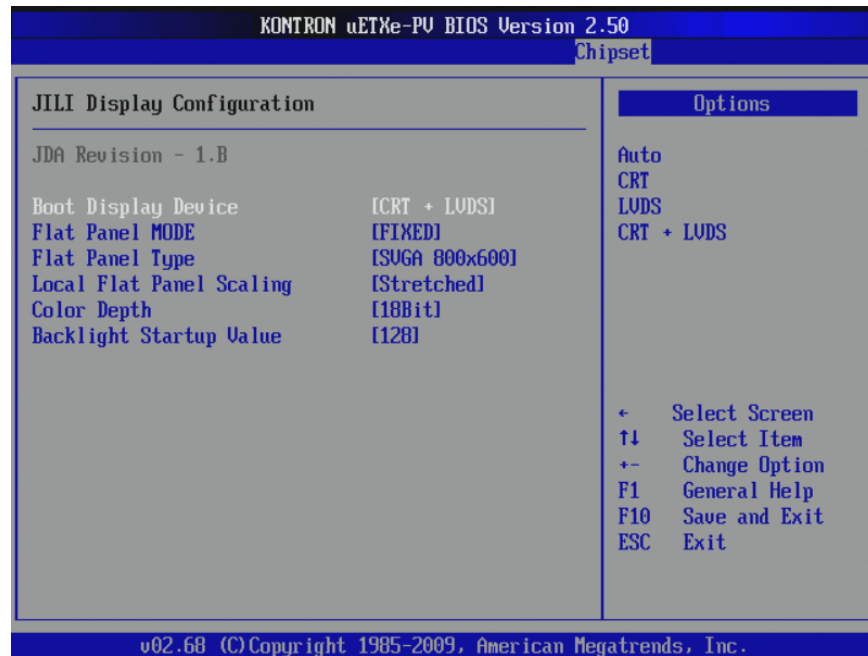 KONTRON uETXe-PV BIOS Version 2.50
Chipset
JILI Display Configuration
JDA Revision - 1.B
Boot Display Device [CRT + LVDS]
Flat Panel MODE [FIXED]
Flat Panel Type [SVGA 800x600]
Local Flat Panel Scaling [Stretched]
Color Depth [18Bit]
Backlight Startup Value [128]
Options
Auto
CRT
LVDS
CRT + LVDS
← Select Screen
↑↓ Select Item
+- Change Option
F1 General Help
F10 Save and Exit
ESC Exit
v02.68 (C)Copyright 1985-2009, American Megatrends, Inc.